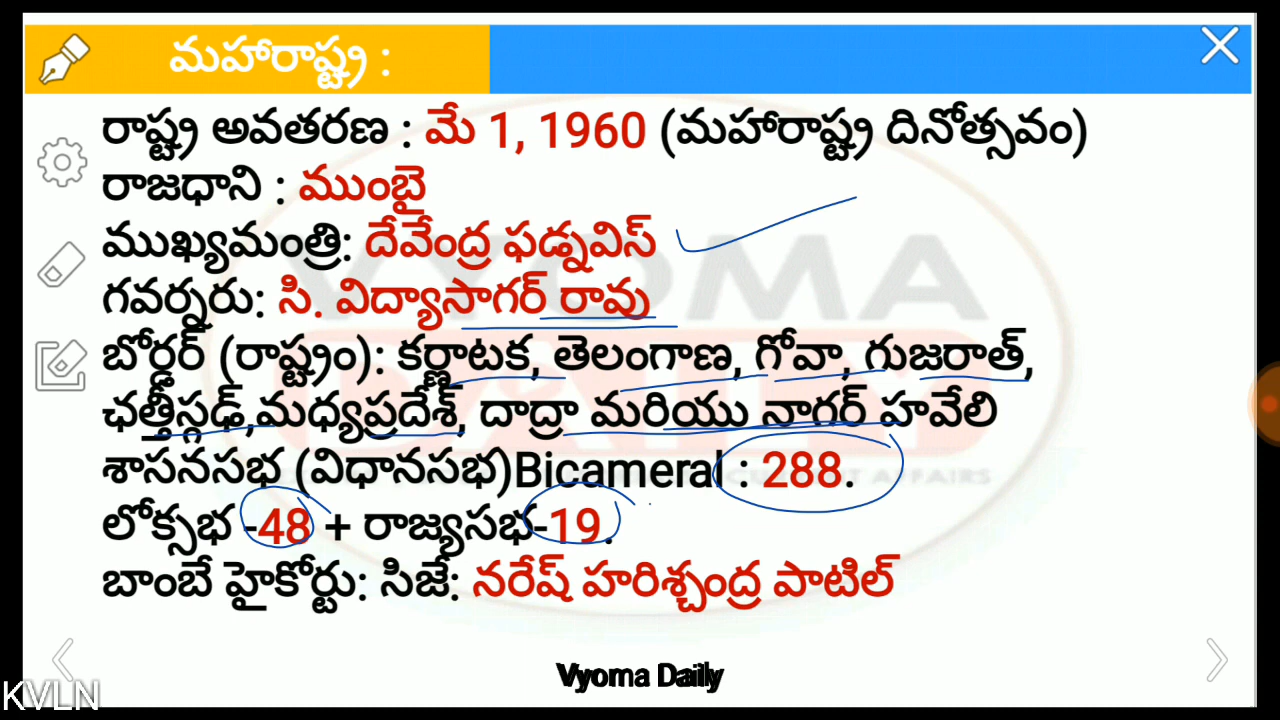 మహారాష్ట్ర :
రాష్ట్ర అవతరణ : మే 1, 1960 (మహారాష్ట్ర దినోత్సవం)
రాజధాని : ముంబై
ముఖ్యమంత్రి: దేవేంద్ర ఫడ్నవిస్
గవర్నరు: సి. విద్యాసాగర్ రావు
బోర్డర్ (రాష్ట్రం): కర్ణాటక, తెలంగాణ, గోవా, గుజరాత్,
ఛత్తీస్గఢ్,మధ్యప్రదేశ్, దాద్రా మరియు నాగర్ హవేలి
శాసనసభ (విధానసభ)Bicameral : 288.
లోక్సభ -48 + రాజ్యసభ-19.
బాంబే హైకోర్టు: సిజే: నరేష్ హరిశ్చంద్ర పాటిల్
Vyoma Daily
KVLN